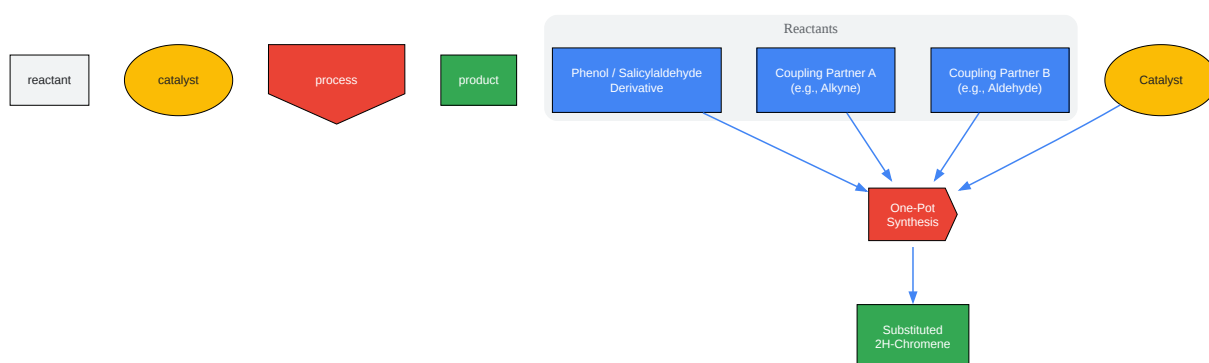 reactant
catalyst
process
product
Reactants
Phenol / Salicylaldehyde
Derivative
Coupling Partner A
(e.g., Alkyne)
Coupling Partner B
(e.g., Aldehyde)
Catalyst
One-Pot
Synthesis
Substituted
2H-Chromene